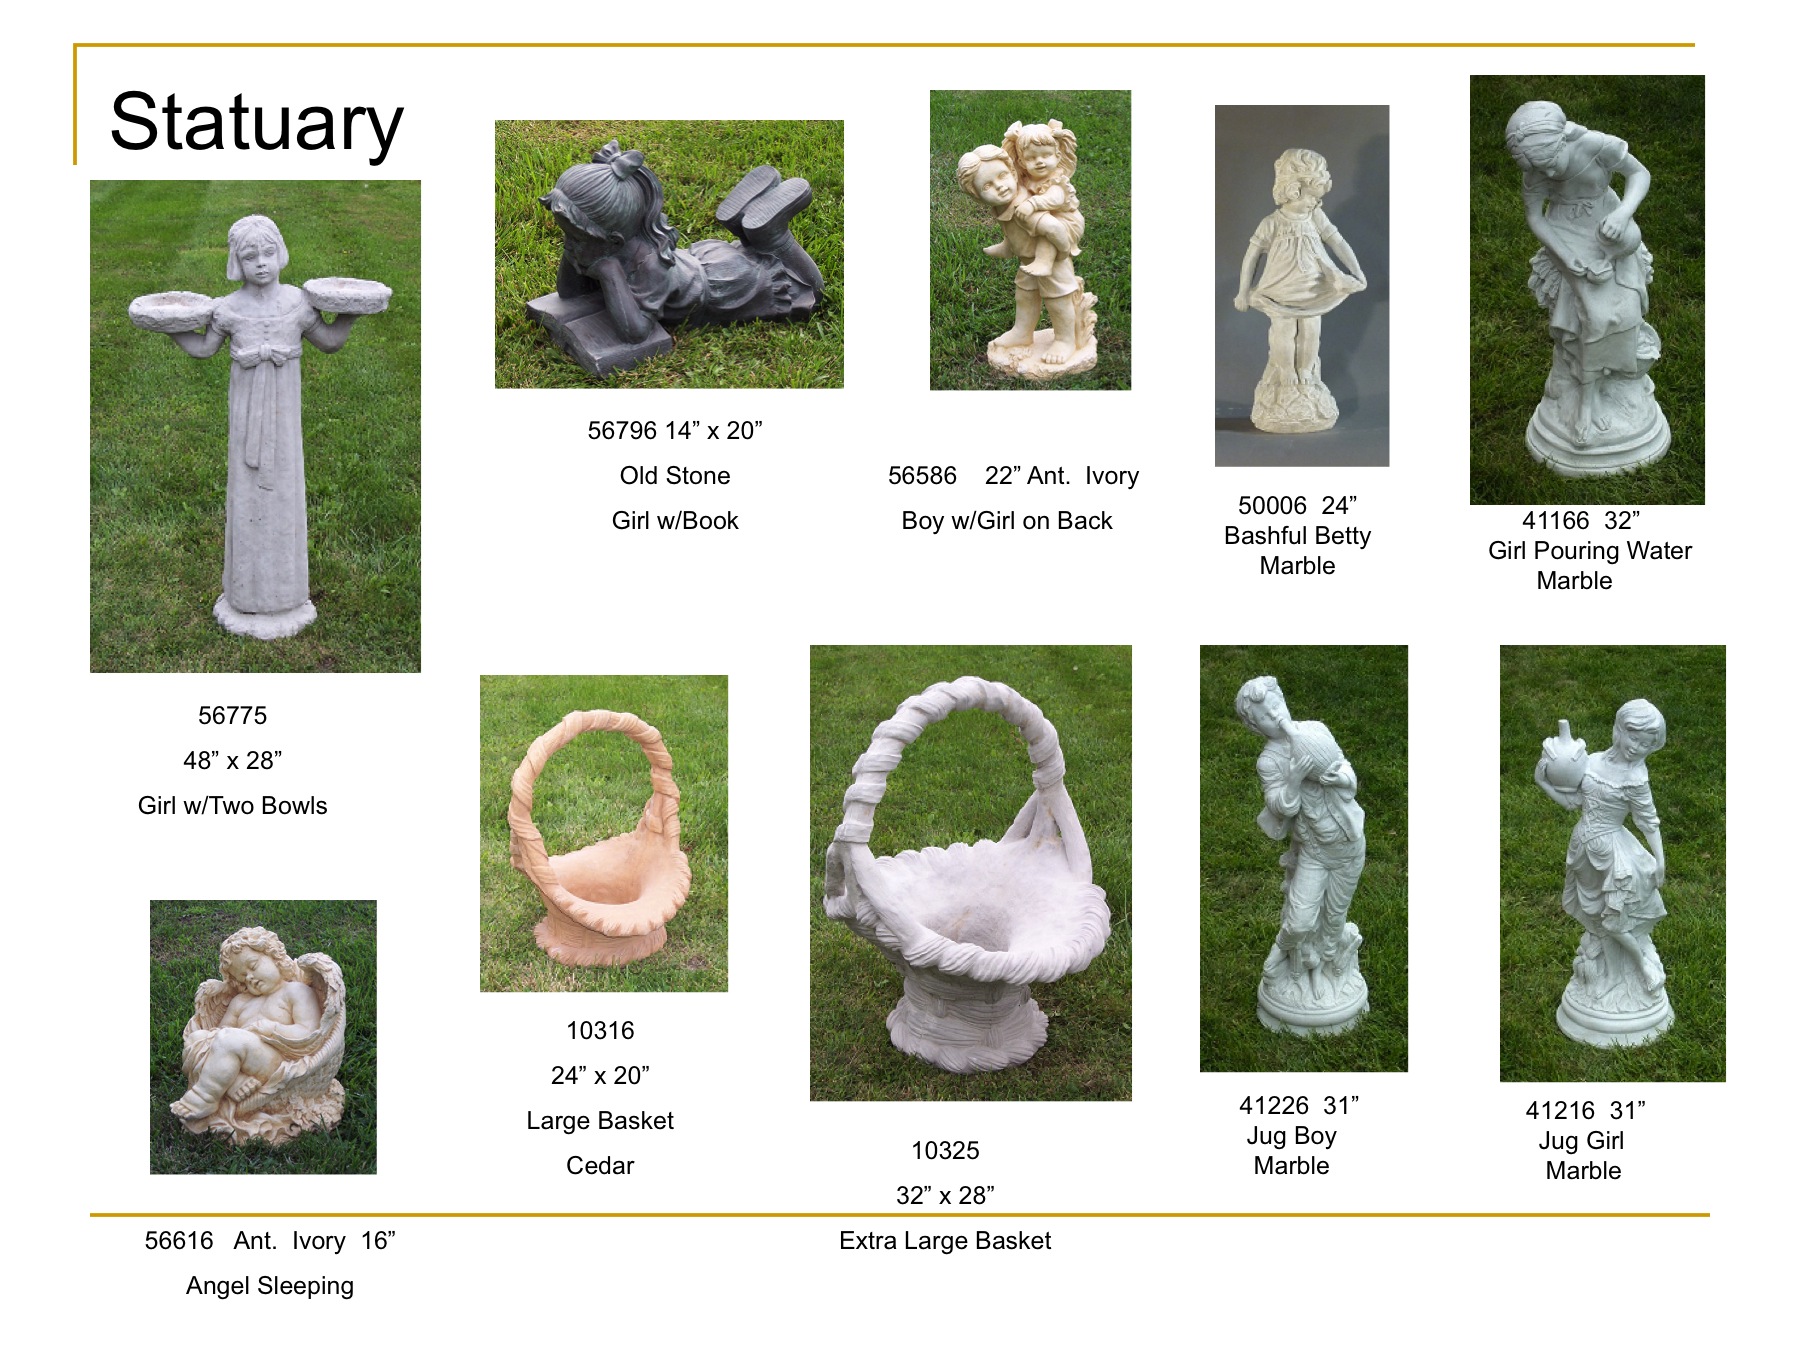 Statuary
56796 14” x 20”
Old Stone
Girl w/Book
56586 22” Ant. Ivory
Boy w/Girl on Back
50006 24”
Bashful Betty
Marble
41166 32”
Girl Pouring Water
Marble
56775
48” x 28”
Girl w/Two Bowls
10316
24” x 20”
Large Basket
Cedar
10325
32” x 28”
Extra Large Basket
41226 31”
Jug Boy
Marble
41216 31”
Jug Girl
Marble
56616 Ant. Ivory 16”
Angel Sleeping